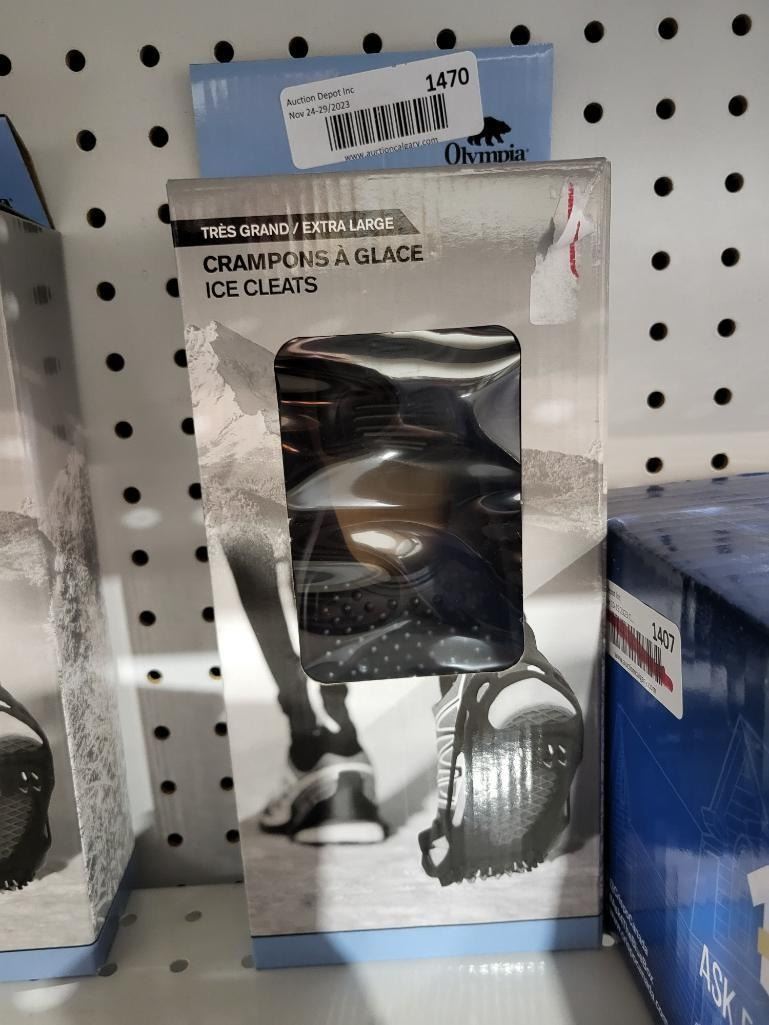 Auction Depot Inc
1470
Nov 24-29/2023
www.auctioncalgary.com
Olympia
TRÈS GRAND / EXTRA LARGE
CRAMPONS À GLACE
ICE CLEATS
1407
ASK